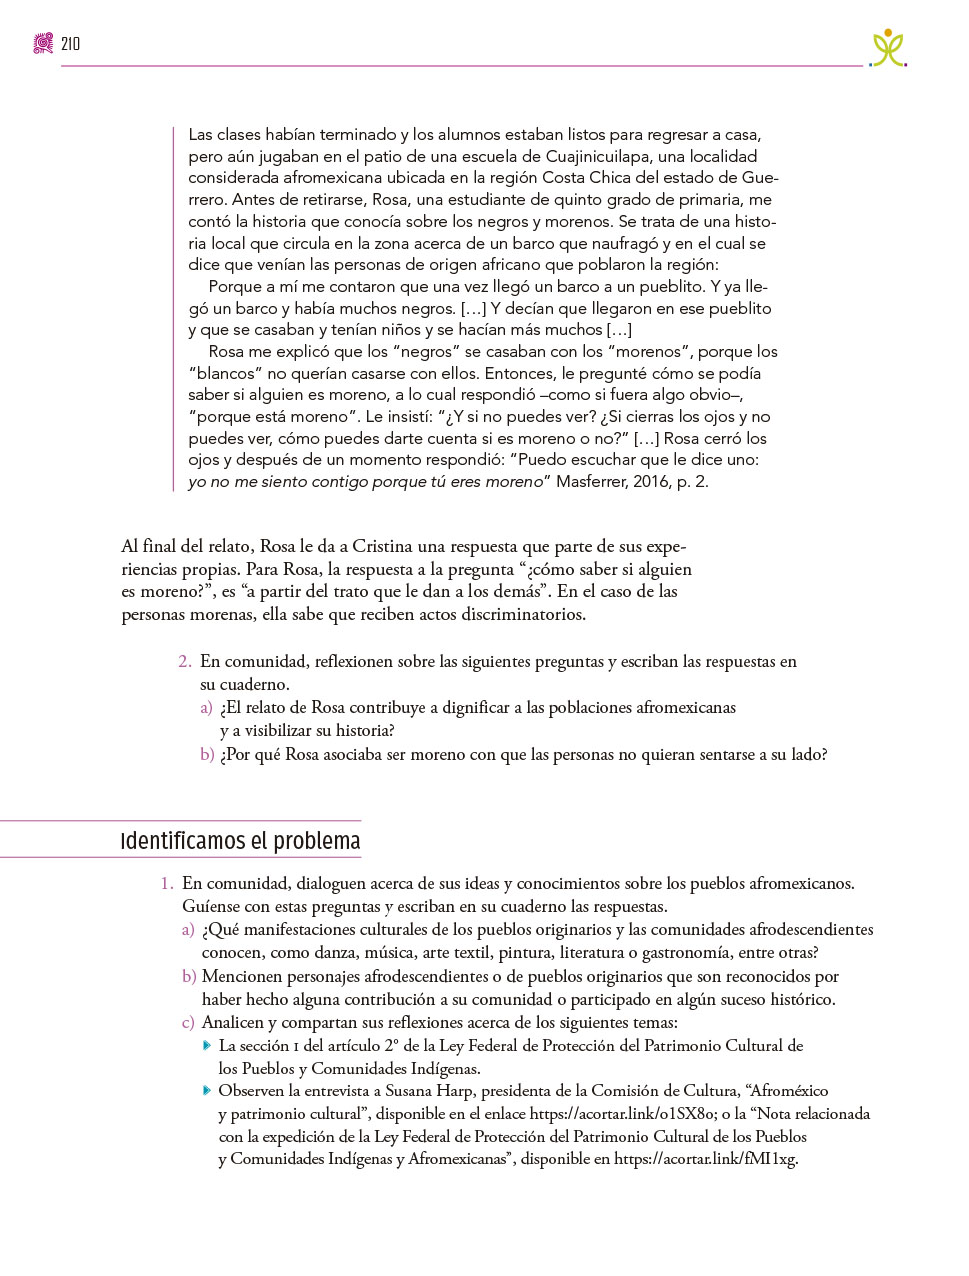 210
Las clases habían terminado y los alumnos estaban listos para regresar a casa,
pero aún jugaban en el patio de una escuela de Cuajinicuilapa, una localidad
considerada afromexicana ubicada en la región Costa Chica del estado de Gue-
rrero. Antes de retirarse, Rosa, una estudiante de quinto grado de primaria, me
contó la historia que conocía sobre los negros y morenos. Se trata de una histo-
ria local que circula en la zona acerca de un barco que naufragó y en el cual se
dice que venían las personas de origen africano que poblaron la región:
Porque a mí me contaron que una vez llegó un barco a un pueblito. Y ya lle-
gó un barco y había muchos negros. [...] Y decían que llegaron en ese pueblito
y que se casaban y tenían niños y se hacían más muchos [...]
Rosa me explicó que los “negros” se casaban con los “morenos”, porque los
“blancos” no querían casarse con ellos. Entonces, le pregunté cómo se podía
saber si alguien es moreno, a lo cual respondió –como si fuera algo obvio–,
“porque está moreno”. Le insistí: “¿Y si no puedes ver? ¿Si cierras los ojos y no
puedes ver, cómo puedes darte cuenta si es moreno o no?” [...] Rosa cerró los
ojos y después de un momento respondió: “Puedo escuchar que le dice uno:
yo no me siento contigo porque tú eres moreno” Masferrer, 2016, p. 2.
Al final del relato, Rosa le da a Cristina una respuesta que parte de sus expe-
riencias propias. Para Rosa, la respuesta a la pregunta “¿cómo saber si alguien
es moreno?”, es “a partir del trato que le dan a los demás”. En el caso de las
personas morenas, ella sabe que reciben actos discriminatorios.
2. En comunidad, reflexionen sobre las siguientes preguntas y escriban las respuestas en
su cuaderno.
a) ¿El relato de Rosa contribuye a dignificar a las poblaciones afromexicanas
y a visibilizar su historia?
b) ¿Por qué Rosa asociaba ser moreno con que las personas no quieran sentarse a su lado?
Identificamos el problema
1. En comunidad, dialoguen acerca de sus ideas y conocimientos sobre los pueblos afromexicanos.
Guíense con estas preguntas y escriban en su cuaderno las respuestas.
a) ¿Qué manifestaciones culturales de los pueblos originarios y las comunidades afrodescendientes
conocen, como danza, música, arte textil, pintura, literatura o gastronomía, entre otras?
b) Mencionen personajes afrodescendientes o de pueblos originarios que son reconocidos por
haber hecho alguna contribución a su comunidad o participado en algún suceso histórico.
c) Analicen y compartan sus reflexiones acerca de los siguientes temas:
La sección I del artículo 2° de la Ley Federal de Protección del Patrimonio Cultural de
los Pueblos y Comunidades Indígenas.
Observen la entrevista a Susana Harp, presidenta de la Comisión de Cultura, “Afroméxico
y patrimonio cultural”, disponible en el enlace https://acortar.link/o1SX8o; o la “Nota relacionada
con la expedición de la Ley Federal de Protección del Patrimonio Cultural de los Pueblos
y Comunidades Indígenas y Afromexicanas”, disponible en https://acortar.link/fMI1xg.